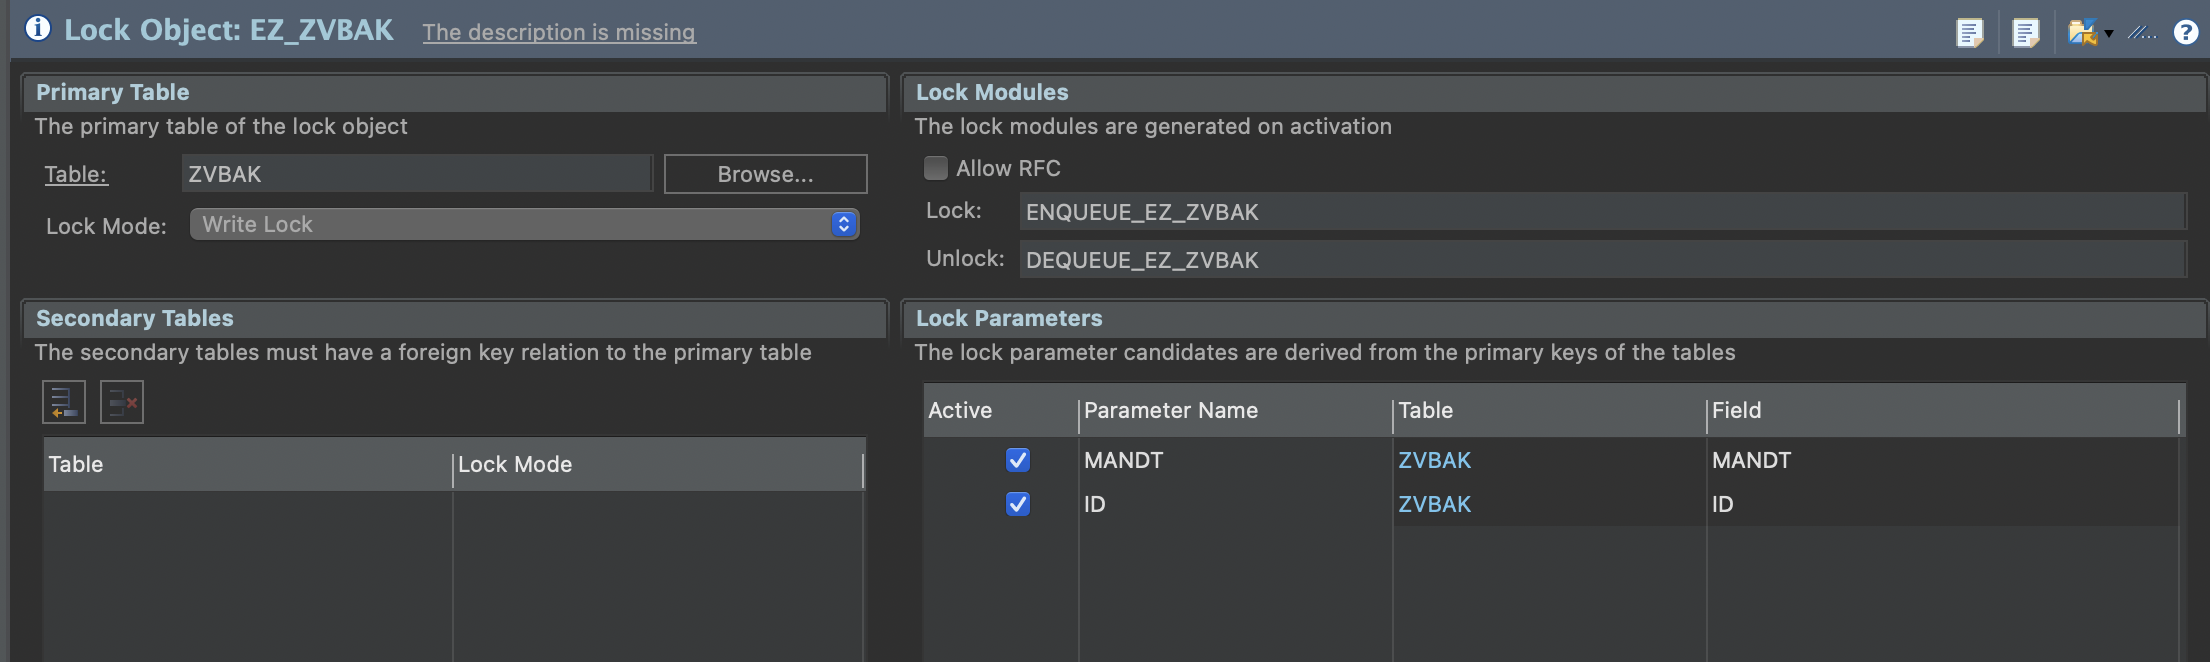 Lock Object: EZ_ZVBAK The description is missing
Primary Table
The primary table of the lock object
Table: ZVBAK Browse...
Lock Mode: Write Lock
Lock Modules
The lock modules are generated on activation
Allow RFC
Lock: ENQUEUE_EZ_ZVBAK
Unlock: DEQUEUE_EZ_ZVBAK
Secondary Tables
The secondary tables must have a foreign key relation to the primary table
Table Lock Mode
Lock Parameters
The lock parameter candidates are derived from the primary keys of the tables
Active Parameter Name Table Field
MANDT ZVBAK MANDT
ID ZVBAK ID